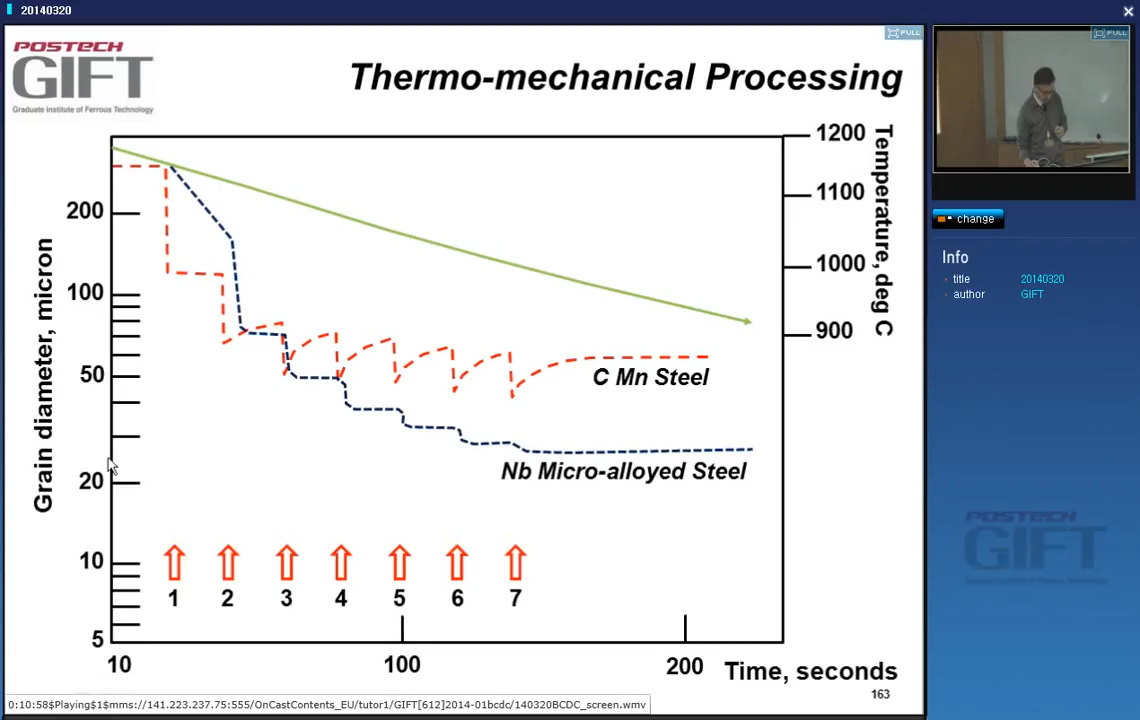 20140320
POSTECH
GIFT
Graduate Institute of Ferrous Technology
Thermo-mechanical Processing
FULL
FULL
change
Info
title 20140320
author GIFT
Grain diameter, micron
200
100
50
20
10
5
1200
1100
1000
900
Temperature, deg C
C Mn Steel
Nb Micro-alloyed Steel
1 2 3 4 5 6 7
10 100 200 Time, seconds
163
POSTECH
GIFT
0:10:58$Playing$1$mms://141.223.237.75:555/OnCastContents_EU/tutor1/GIFT[612]2014-01bcdc/140320BCDC_screen.wmv